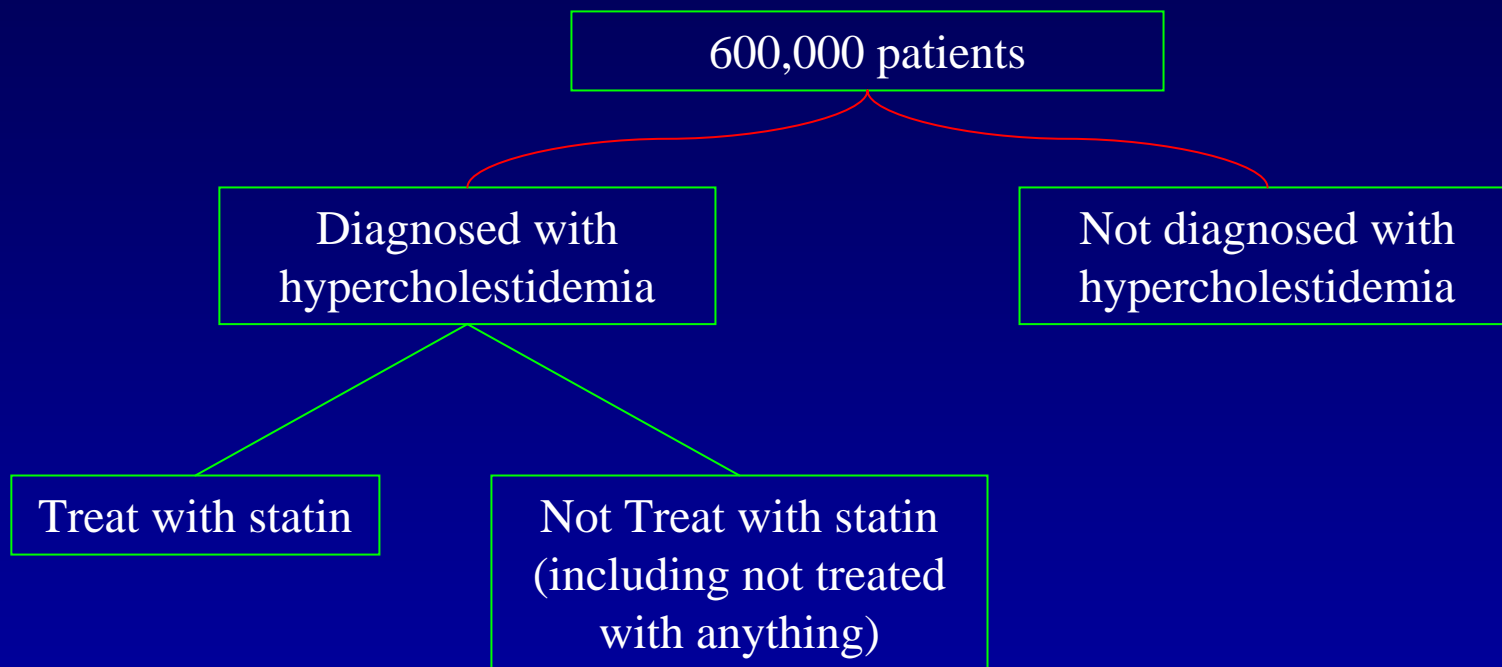 600,000 patients
Diagnosed with
hypercholestidemia
Not diagnosed with
hypercholestidemia
Treat with statin
Not Treat with statin
(including not treated
with anything)